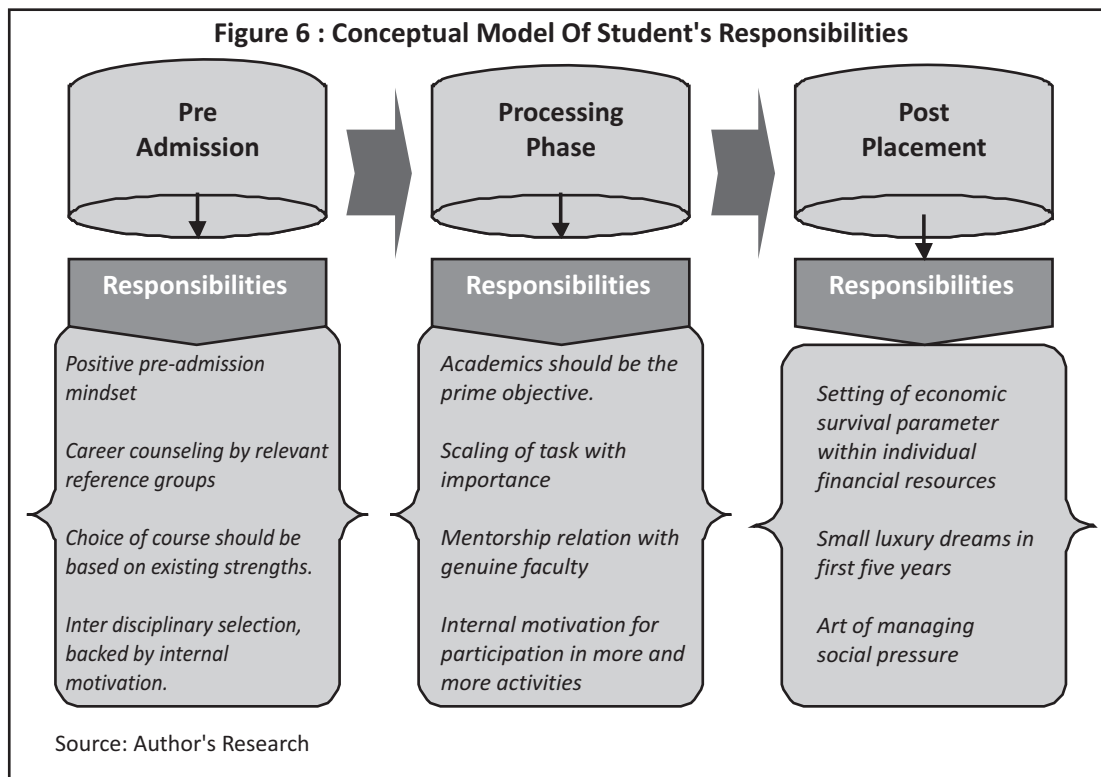 Figure 6 : Conceptual Model Of Student's Responsibilities
Pre
Admission
Processing
Phase
Post
Placement
Responsibilities
Responsibilities
Responsibilities
Positive pre-admission
mindset
Career counseling by relevant
reference groups
Choice of course should be
based on existing strengths.
Inter disciplinary selection,
backed by internal
motivation.
Academics should be the
prime objective.
Scaling of task with
importance
Mentorship relation with
genuine faculty
Internal motivation for
participation in more and
more activities
Setting of economic
survival parameter
within individual
financial resources
Small luxury dreams in
first five years
Art of managing
social pressure
Source: Author's Research